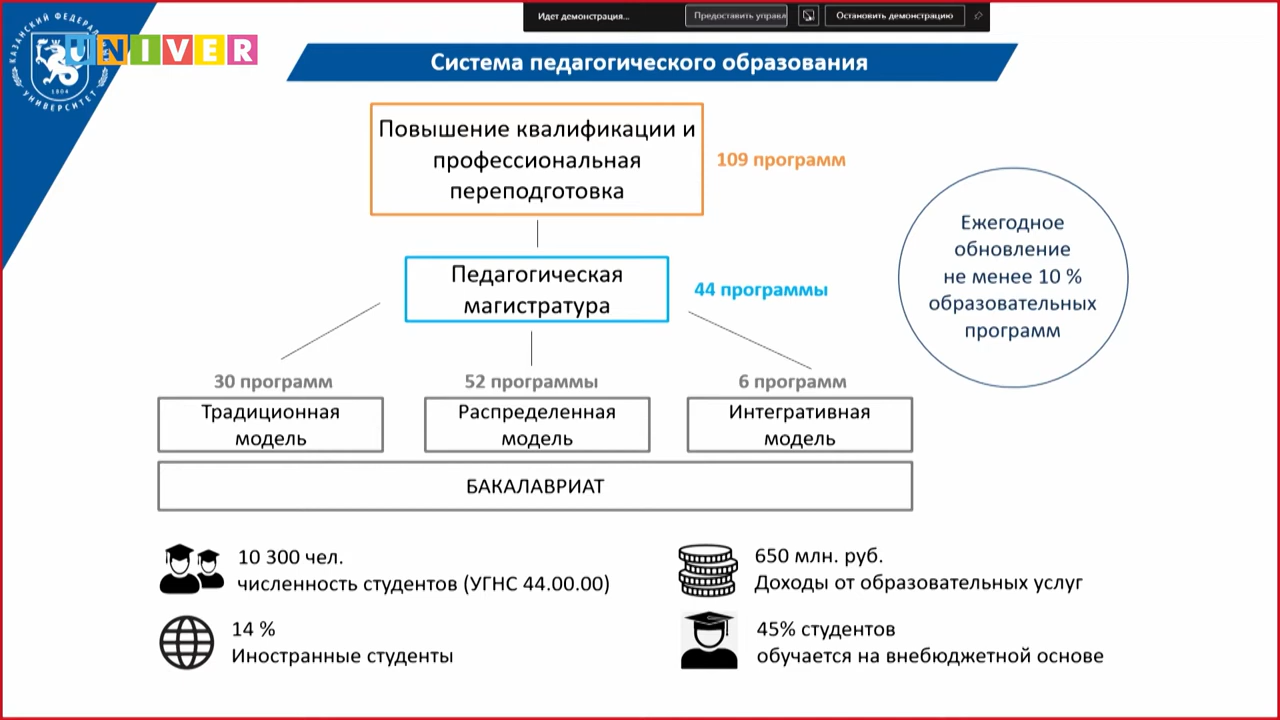 Идет демонстрация...
Предоставить управл
Остановить демонстрацию
КАЗАНСКИЙ ФЕДЕРАЛ
УНИВЕРСИТЕТ
1804
UNIVER
Система педагогического образования
Повышение квалификации и
профессиональная
переподготовка
109 программ
Педагогическая
магистратура
44 программы
Ежегодное
обновление
не менее 10 %
образовательных
программ
30 программ
52 программы
6 программ
Традиционная
модель
Распределенная
модель
Интегративная
модель
БАКАЛАВРИАТ
10 300 чел.
численность студентов (УГНС 44.00.00)
650 млн. руб.
Доходы от образовательных услуг
14 %
Иностранные студенты
45% студентов
обучается на внебюджетной основе